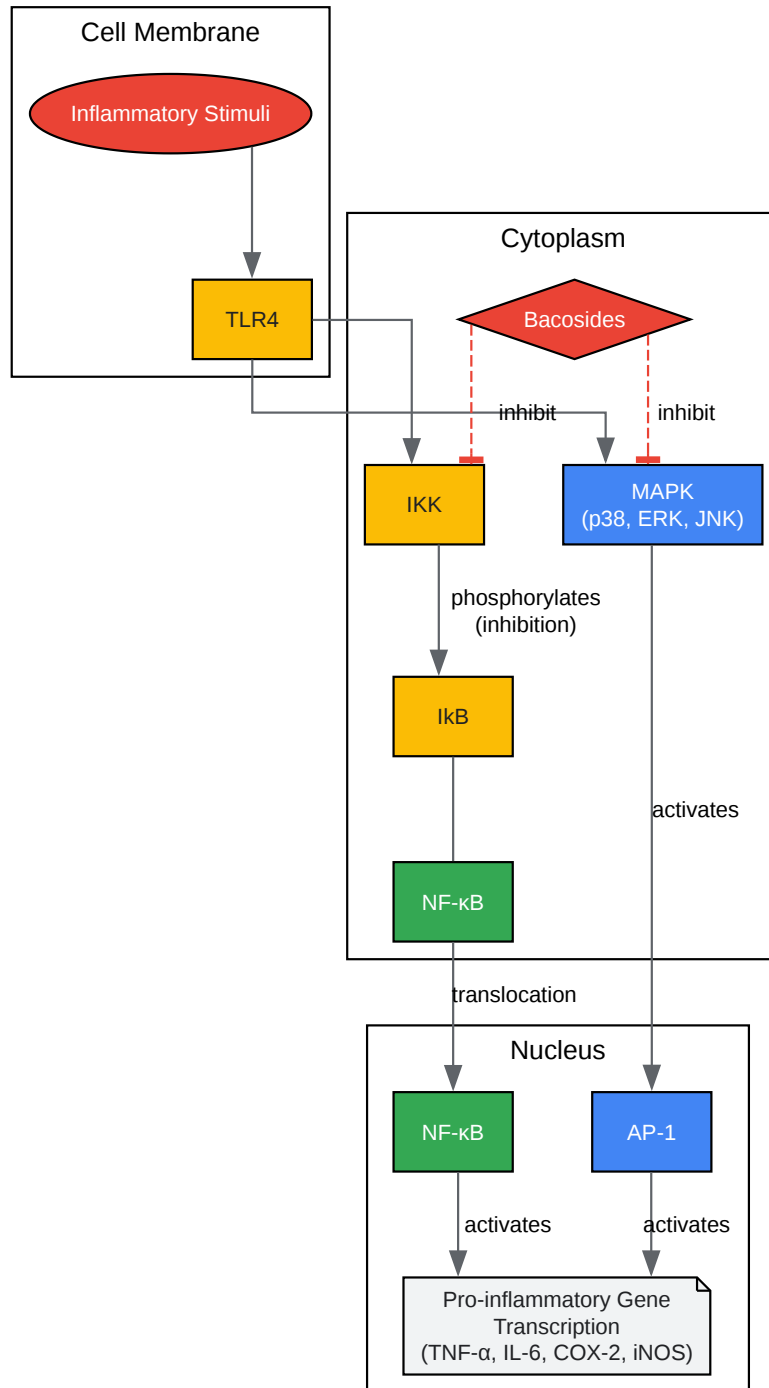 Cell Membrane
Inflammatory Stimuli
TLR4
Cytoplasm
Bacosides
inhibit
inhibit
IKK
MAPK
(p38, ERK, JNK)
phosphorylates
(inhibition)
IkB
activates
NF-κB
translocation
Nucleus
NF-κB
AP-1
activates
activates
Pro-inflammatory Gene
Transcription
(TNF-α, IL-6, COX-2, iNOS)